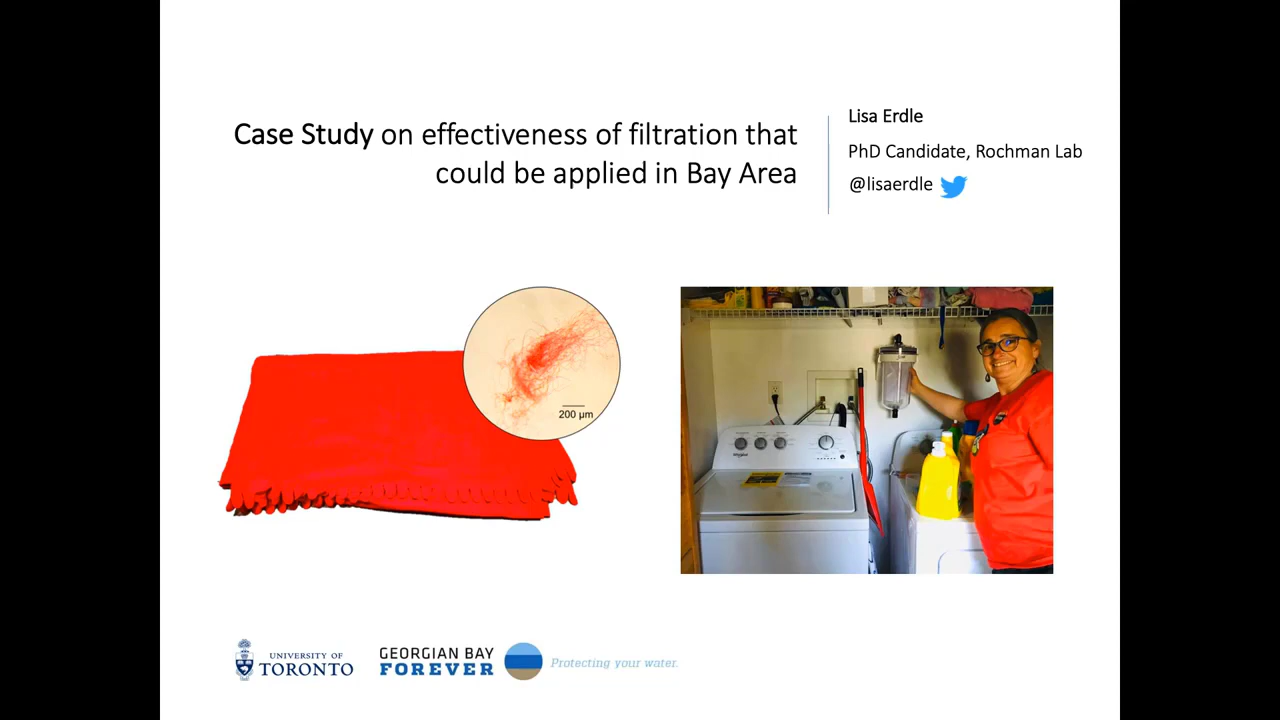 Case Study on effectiveness of filtration that
could be applied in Bay Area
Lisa Erdle
PhD Candidate, Rochman Lab
@lisaerdle
200 µm
UNIVERSITY OF
TORONTO
GEORGIAN BAY
FOREVER
Protecting your water.